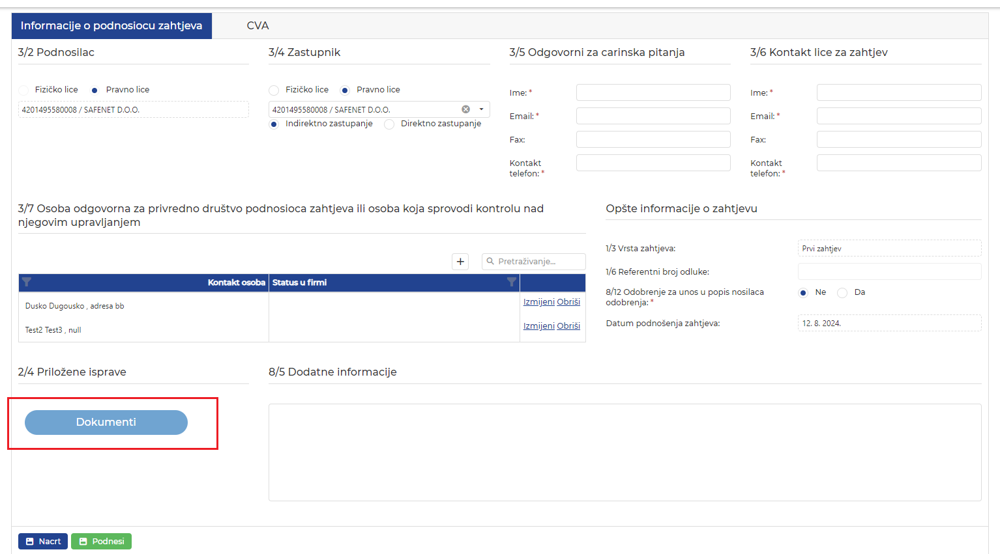 Informacije o podnosiocu zahtjeva
CVA
3/2 Podnosilac
Fizičko lice
Pravno lice
4201495580008 / SAFENET D.O.O.
3/4 Zastupnik
Fizičko lice
Pravno lice
4201495580008 / SAFENET D.O.O.
Indirektno zastupanje
Direktno zastupanje
3/5 Odgovorni za carinska pitanja
Ime: *
Email: *
Fax:
Kontakt
telefon: *
3/6 Kontakt lice za zahtjev
Ime: *
Email: *
Fax:
Kontakt
telefon: *
3/7 Osoba odgovorna za privredno društvo podnosioca zahtjeva ili osoba koja sprovodi kontrolu nad
njegovim upravljanjem
+
Pretraživanje...
Kontakt osoba
Status u firmi
Dusko Dugousko , adresa bb
Izmijeni Obriši
Test2 Test3 , null
Izmijeni Obriši
Opšte informacije o zahtjevu
1/3 Vrsta zahtjeva:
Prvi zahtjev
1/6 Referentni broj odluke:
8/12 Odobrenje za unos u popis nosilaca
odobrenja: *
Ne
Da
Datum podnošenja zahtjeva:
12. 8. 2024.
2/4 Priložene isprave
Dokumenti
8/5 Dodatne informacije
Nacrt
Podnesi